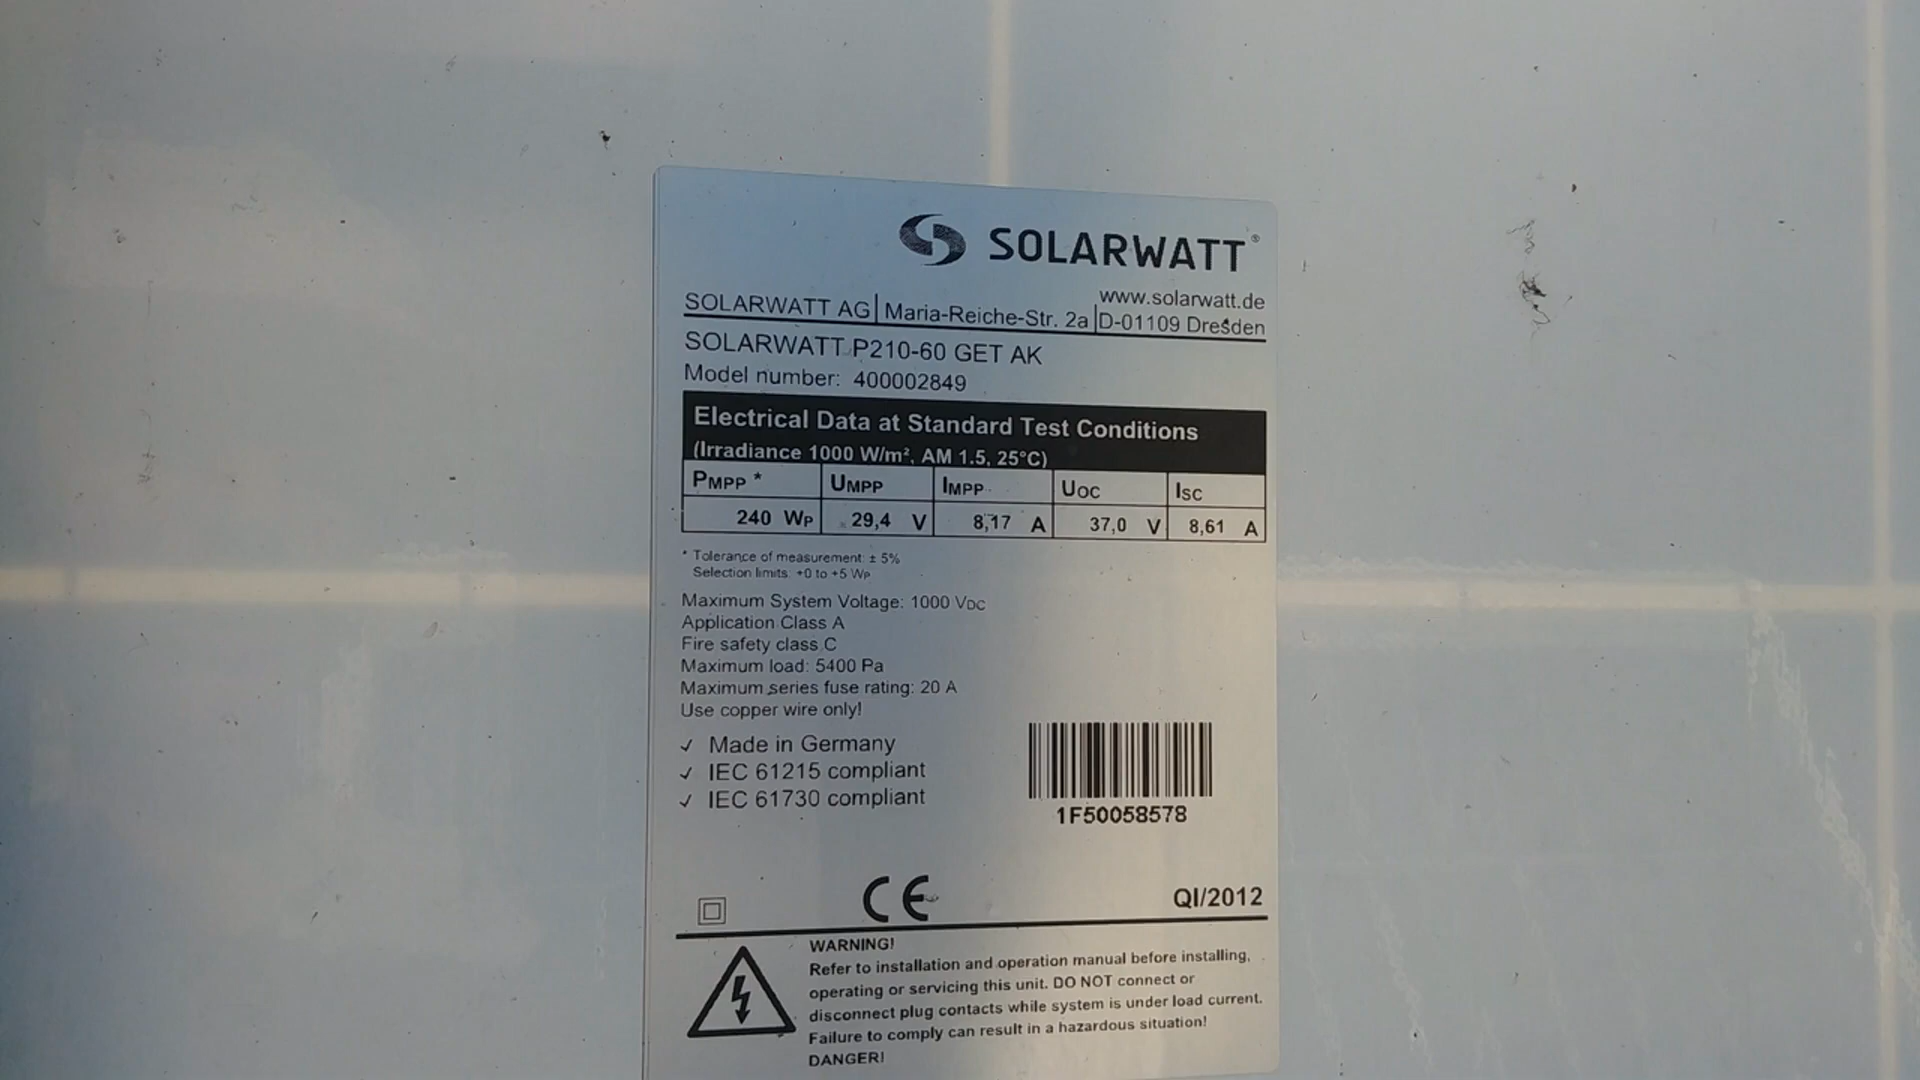 SOLARWATT®
www.solarwatt.de
SOLARWATT AG | Maria-Reiche-Str. 2a | D-01109 Dresden
SOLARWATT P210-60 GET AK
Model number: 400002849
Electrical Data at Standard Test Conditions
(Irradiance 1000 W/m², AM 1.5, 25°C)
PMPP * UMPP IMPP UOC ISC
240 WP 29,4 V 8,17 A 37,0 V 8,61 A
* Tolerance of measurement: ± 5%
Selection limits: +0 to +5 WP
Maximum System Voltage: 1000 VDC
Application Class A
Fire safety class C
Maximum load: 5400 Pa
Maximum series fuse rating: 20 A
Use copper wire only!
✓ Made in Germany
✓ IEC 61215 compliant
✓ IEC 61730 compliant
1F50058578
CE
QI/2012
WARNING!
Refer to installation and operation manual before installing,
operating or servicing this unit. DO NOT connect or
disconnect plug contacts while system is under load current.
Failure to comply can result in a hazardous situation!
DANGER!